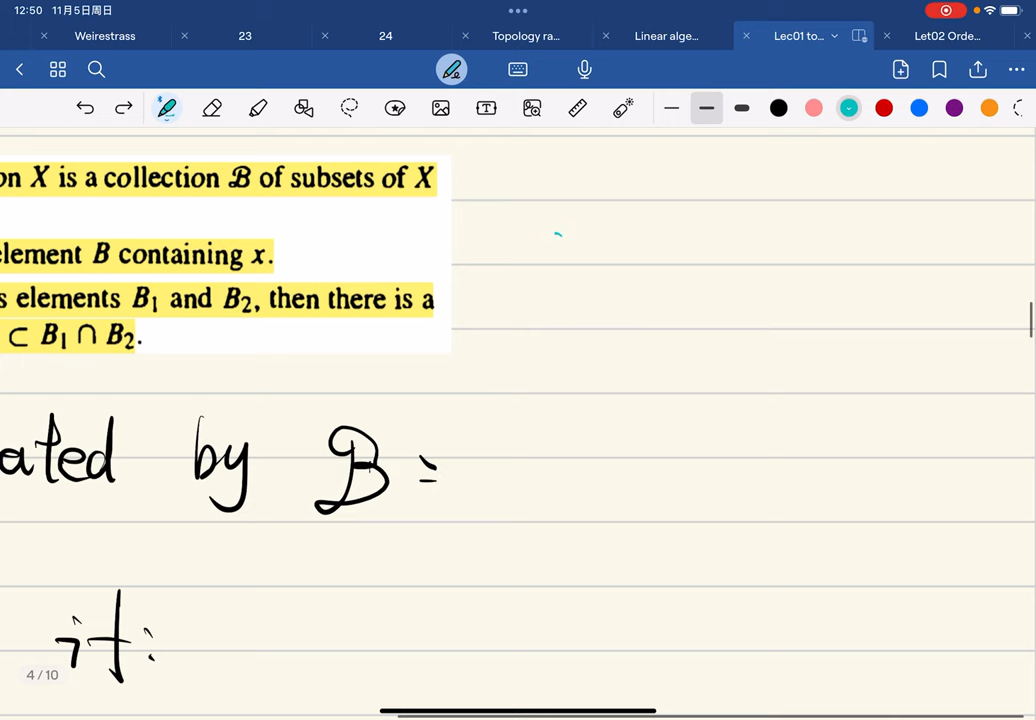 12:50 11月5日周日
Weirestrass 23 24 Topology ra... Linear alge... Lec01 to... Let02 Orde...
on X is a collection ℬ of subsets of X
element B containing x.
s elements B₁ and B₂, then there is a
⊂ B₁ ∩ B₂.
ated by ℬ =
if:
4 / 10